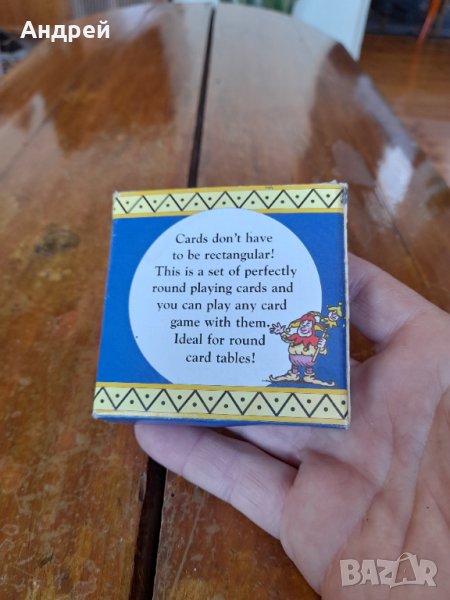 Андрей
Cards don't have
to be rectangular!
This is a set of perfectly
round playing cards and
you can play any card
game with them.
Ideal for round
card tables!
BAZAR